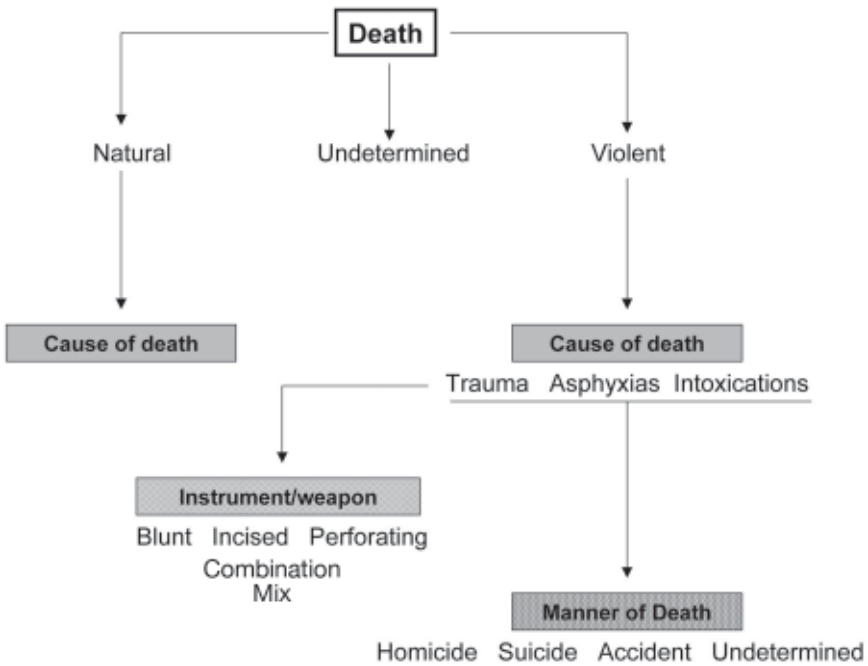 Death
Natural Undetermined Violent
Cause of death Cause of death
Trauma Asphyxias Intoxications
Instrument/weapon
Blunt Incised Perforating
Combination
Mix
Manner of Death
Homicide Suicide Accident Undetermined